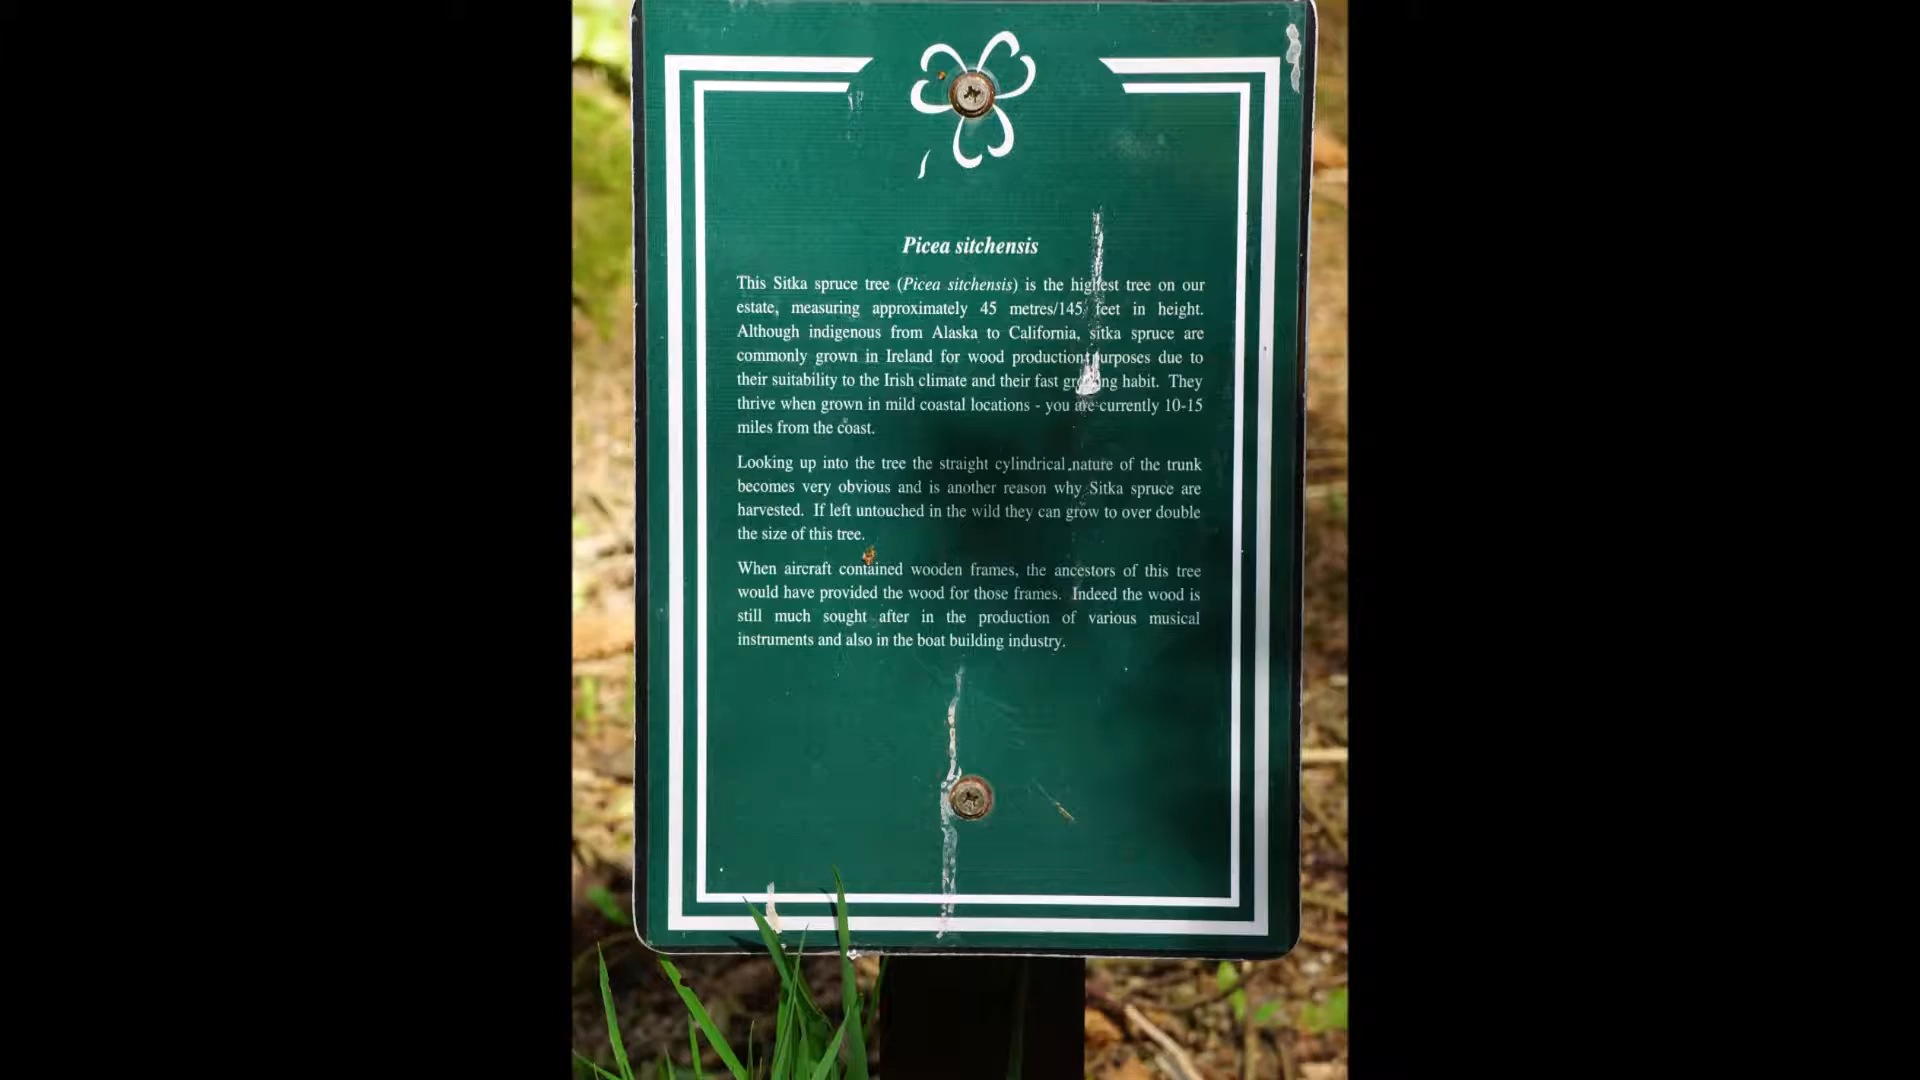 Picea sitchensis
This Sitka spruce tree (Picea sitchensis) is the highest tree on our
estate, measuring approximately 45 metres/145 feet in height.
Although indigenous from Alaska to California, sitka spruce are
commonly grown in Ireland for wood production purposes due to
their suitability to the Irish climate and their fast growing habit. They
thrive when grown in mild coastal locations - you are currently 10-15
miles from the coast.
Looking up into the tree the straight cylindrical nature of the trunk
becomes very obvious and is another reason why Sitka spruce are
harvested. If left untouched in the wild they can grow to over double
the size of this tree.
When aircraft contained wooden frames, the ancestors of this tree
would have provided the wood for those frames. Indeed the wood is
still much sought after in the production of various musical
instruments and also in the boat building industry.